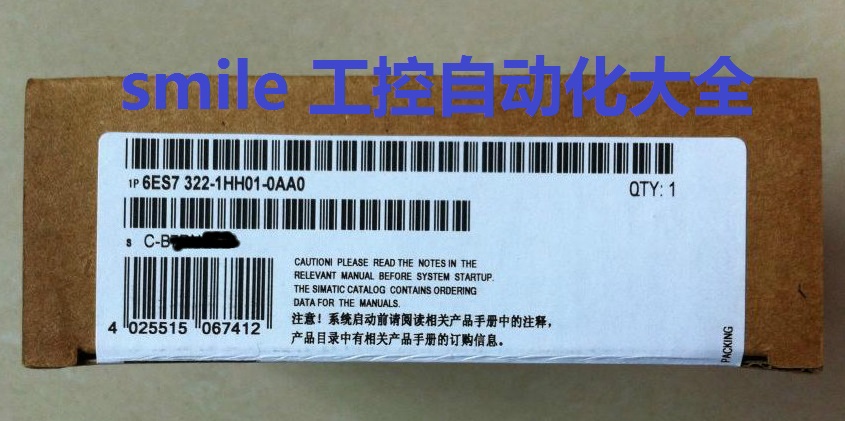 smile 工控自动化大全
1P 6ES7 322-1HH01-0AA0
QTY: 1
S C-B
CAUTION! PLEASE READ THE NOTES IN THE
RELEVANT MANUAL BEFORE SYSTEM STARTUP.
THE SIMATIC CATALOG CONTAINS ORDERING
DATA FOR THE MANUALS.
注意！系统启动前请阅读相关产品手册中的注释，
产品目录中有相关产品手册的订购信息。
4 025515 067412
PACKING